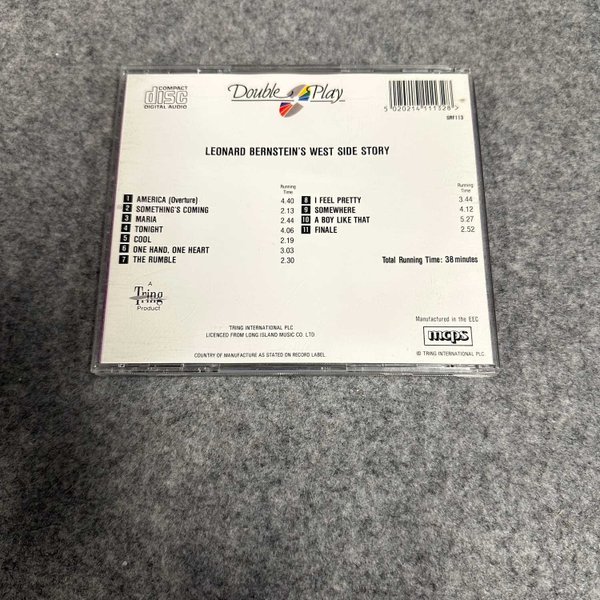 COMPACT
disc
DIGITAL AUDIO
Double Play
5 020214 111328 >
GRF113
LEONARD BERNSTEIN'S WEST SIDE STORY
Running Time
1 AMERICA (Overture) 4.40
2 SOMETHING'S COMING 2.13
3 MARIA 2.44
4 TONIGHT 4.06
5 COOL 2.19
6 ONE HAND, ONE HEART 3.03
7 THE RUMBLE 2.30
Running Time
8 I FEEL PRETTY 3.44
9 SOMEWHERE 4.12
10 A BOY LIKE THAT 5.27
11 FINALE 2.52
Total Running Time: 38 minutes
A
Tring
Product
TRING INTERNATIONAL PLC
LICENCED FROM LONG ISLAND MUSIC CO. LTD
COUNTRY OF MANUFACTURE AS STATED ON RECORD LABEL
Manufactured in the EEC
mcps
© TRING INTERNATIONAL PLC